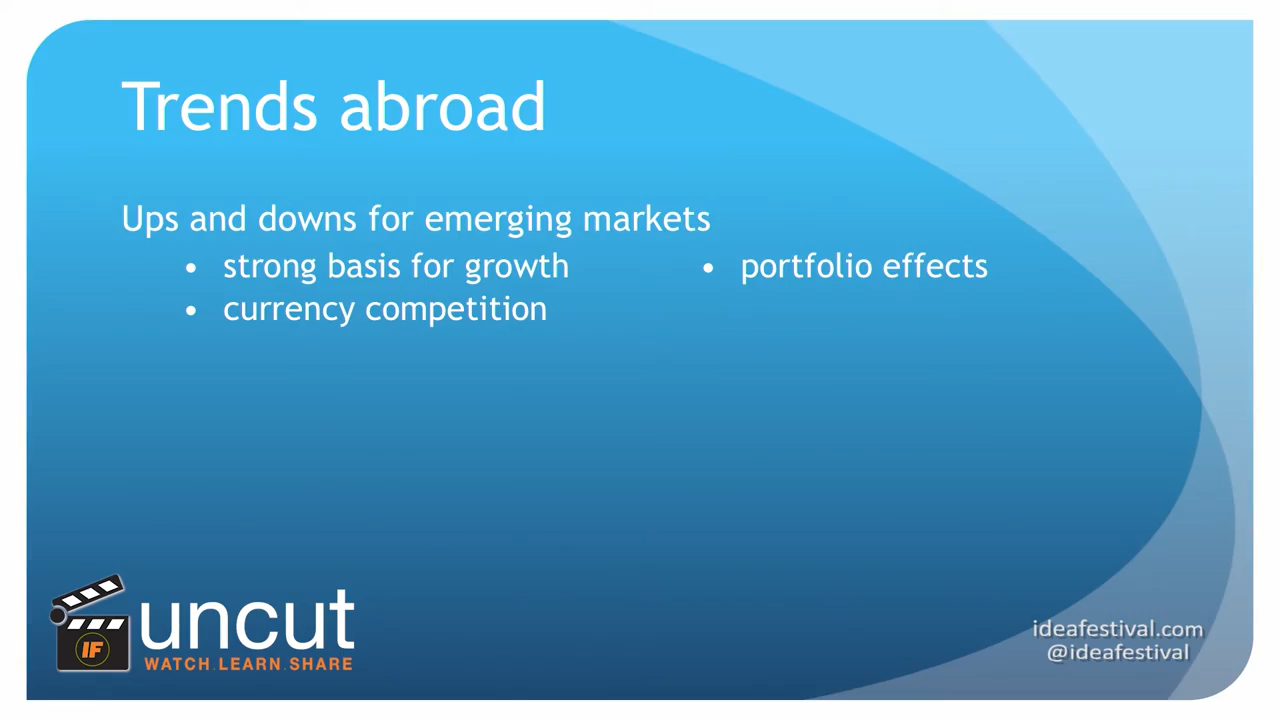 Trends abroad
Ups and downs for emerging markets
• strong basis for growth
• currency competition
• portfolio effects
IF
uncut
WATCH.LEARN.SHARE
ideafestival.com
@ideafestival